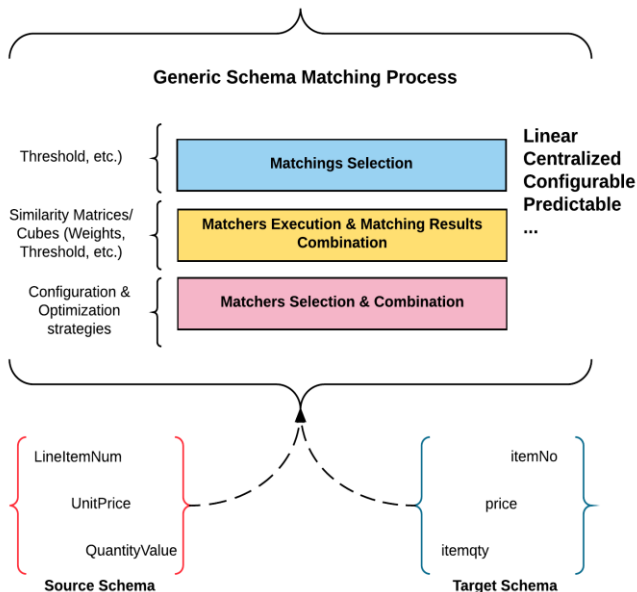 Generic Schema Matching Process
Threshold, etc.)
Matchings Selection
Linear
Centralized
Configurable
Predictable
...
Similarity Matrices/
Cubes (Weights,
Threshold, etc.)
Matchers Execution & Matching Results
Combination
Configuration &
Optimization
strategies
Matchers Selection & Combination
LineItemNum
UnitPrice
QuantityValue
Source Schema
itemNo
price
itemqty
Target Schema